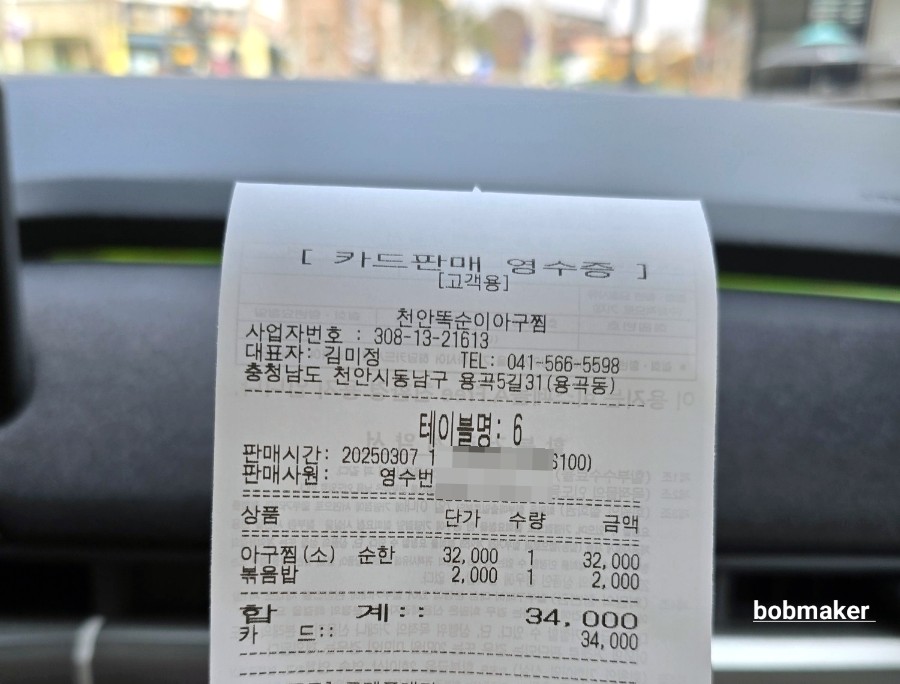 [ 카드판매 영수증 ]
[고객용]
천안똑순이아구찜
사업자번호 : 308-13-21613
대표자: 김미정 TEL: 041-566-5598
충청남도 천안시동남구 용곡5길31(용곡동)
테이블명: 6
판매시간: 20250307 1 6100)
판매사원: 영수번
상품 단가 수량 금액
아구찜(소) 순한 32,000 1 32,000
볶음밥 2,000 1 2,000
합 계:: 34,000
카 드:: 34,000
bobmaker